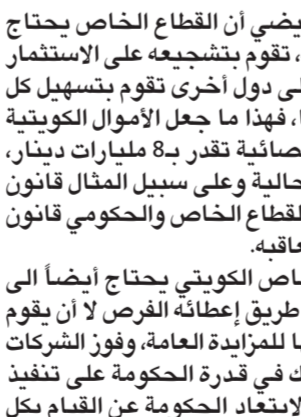 يضي أن القطاع الخاص يحتاج
، تقوم بتشجيعه على الاستثمار
لى دول أخرى تقوم بتسهيل كل
ا، فهذا ما جعل الأموال الكويتية
صائية تقدر بـ8 مليارات دينار،
حالية وعلى سبيل المثال قانون
لقطاع الخاص والحكومي قانون
عاقبه.
اص الكويتي يحتاج أيضاً الى
طريق إعطائه الفرص لا أن يقوم
ها للمزايدة العامة، وفوز الشركات
ك في قدرة الحكومة على تنفيذ
لابتعاد الحكومة عن القيام بكل